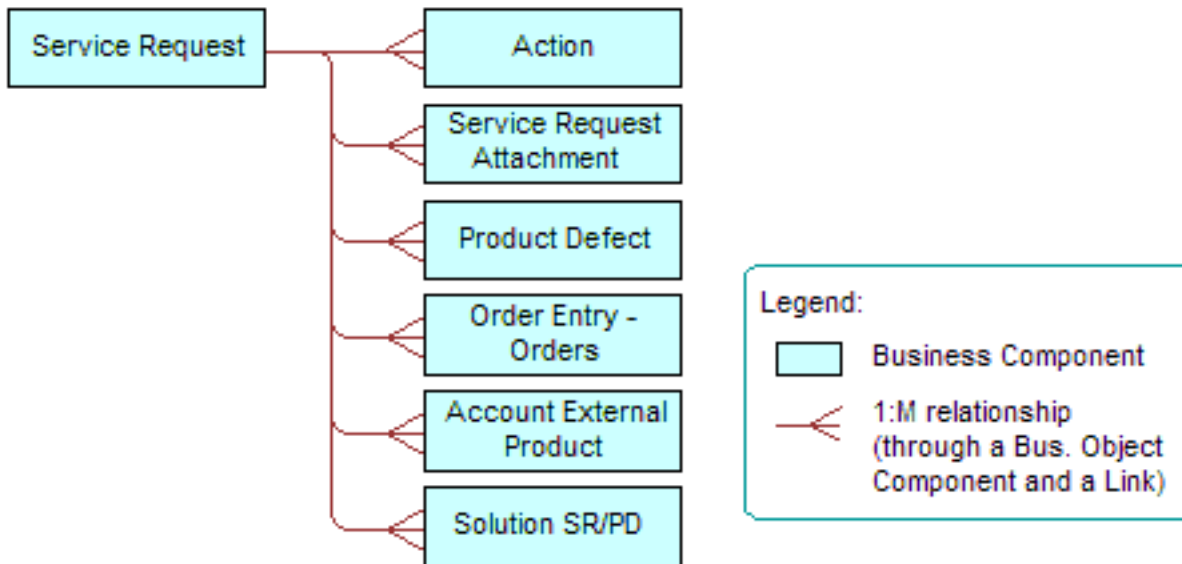 Service Request
Action
Service Request
Attachment
Product Defect
Order Entry -
Orders
Account External
Product
Solution SR/PD
Legend:
Business Component
1:M relationship
(through a Bus. Object
Component and a Link)